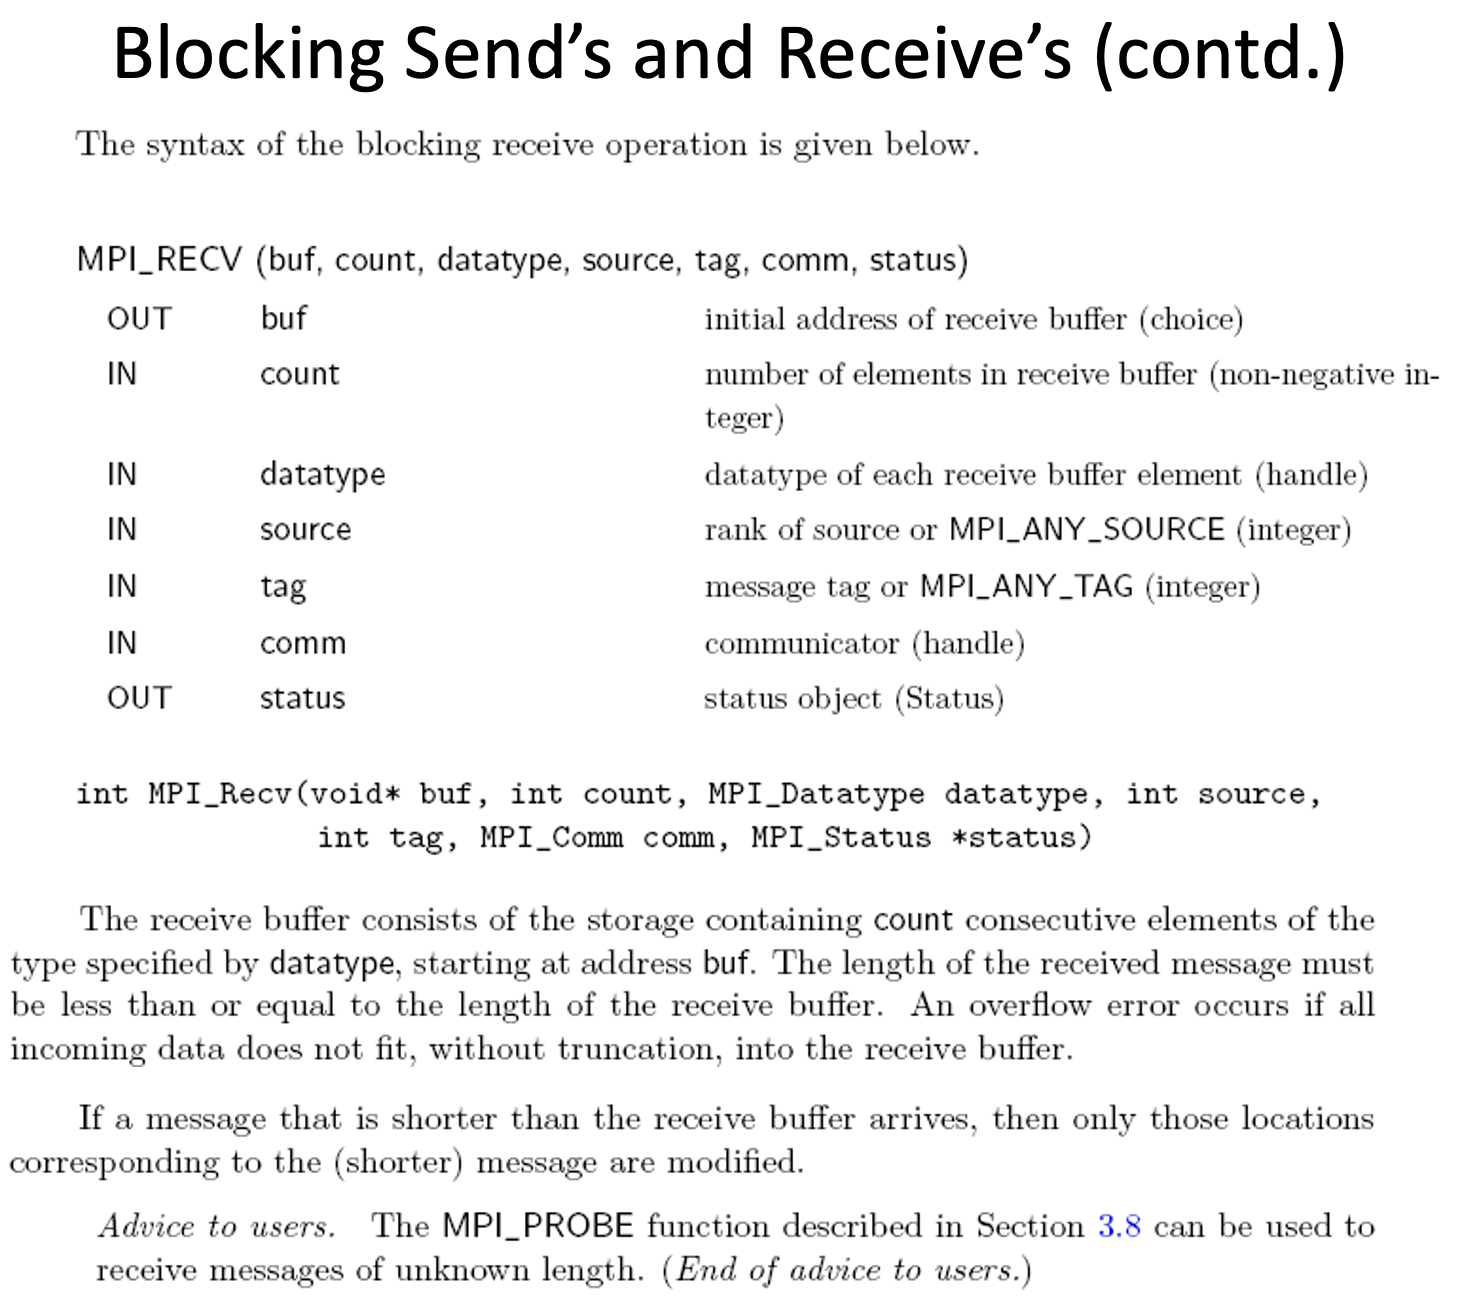 Blocking Send’s and Receive’s (contd.)
The syntax of the blocking receive operation is given below.
MPI_RECV (buf, count, datatype, source, tag, comm, status)
OUT buf initial address of receive buffer (choice)
IN count number of elements in receive buffer (non-negative in-
teger)
IN datatype datatype of each receive buffer element (handle)
IN source rank of source or MPI_ANY_SOURCE (integer)
IN tag message tag or MPI_ANY_TAG (integer)
IN comm communicator (handle)
OUT status status object (Status)
int MPI_Recv(void* buf, int count, MPI_Datatype datatype, int source,
int tag, MPI_Comm comm, MPI_Status *status)
The receive buffer consists of the storage containing count consecutive elements of the
type specified by datatype, starting at address buf. The length of the received message must
be less than or equal to the length of the receive buffer. An overflow error occurs if all
incoming data does not fit, without truncation, into the receive buffer.
If a message that is shorter than the receive buffer arrives, then only those locations
corresponding to the (shorter) message are modified.
Advice to users. The MPI_PROBE function described in Section 3.8 can be used to
receive messages of unknown length. (End of advice to users.)